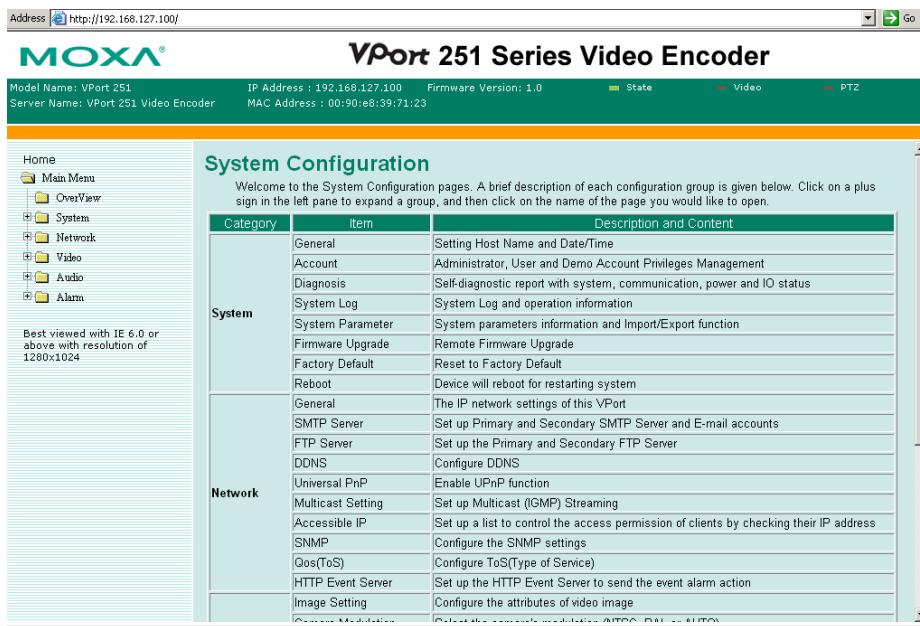 Address http://192.168.127.100/ Go
MOXA® VPort 251 Series Video Encoder
Model Name: VPort 251 IP Address : 192.168.127.100 Firmware Version: 1.0 State Video PTZ
Server Name: VPort 251 Video Encoder MAC Address : 00:90:e8:39:71:23
Home
Main Menu
OverView
System
Network
Video
Audio
Alarm
Best viewed with IE 6.0 or
above with resolution of
1280x1024
System Configuration
Welcome to the System Configuration pages. A brief description of each configuration group is given below. Click on a plus
sign in the left pane to expand a group, and then click on the name of the page you would like to open.
Category Item Description and Content
System
General Setting Host Name and Date/Time
Account Administrator, User and Demo Account Privileges Management
Diagnosis Self-diagnostic report with system, communication, power and IO status
System Log System Log and operation information
System Parameter System parameters information and Import/Export function
Firmware Upgrade Remote Firmware Upgrade
Factory Default Reset to Factory Default
Reboot Device will reboot for restarting system
Network
General The IP network settings of this VPort
SMTP Server Set up Primary and Secondary SMTP Server and E-mail accounts
FTP Server Set up the Primary and Secondary FTP Server
DDNS Configure DDNS
Universal PnP Enable UPnP function
Multicast Setting Set up Multicast (IGMP) Streaming
Accessible IP Set up a list to control the access permission of clients by checking their IP address
SNMP Configure the SNMP settings
Qos(ToS) Configure ToS(Type of Service)
HTTP Event Server Set up the HTTP Event Server to send the event alarm action
Image Setting Configure the attributes of video image
Camera Modulation Select the camera's modulation (NTSC, PAL or AUTO)